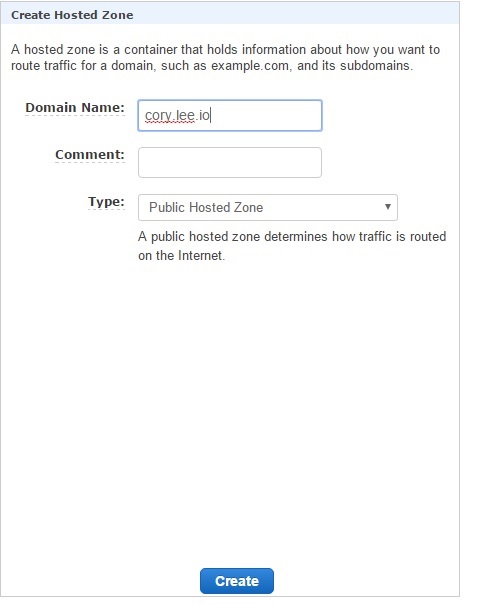 Create Hosted Zone
A hosted zone is a container that holds information about how you want to
route traffic for a domain, such as example.com, and its subdomains.
Domain Name: cory.lee.io
Comment:
Type: Public Hosted Zone
A public hosted zone determines how traffic is routed
on the Internet.
Create